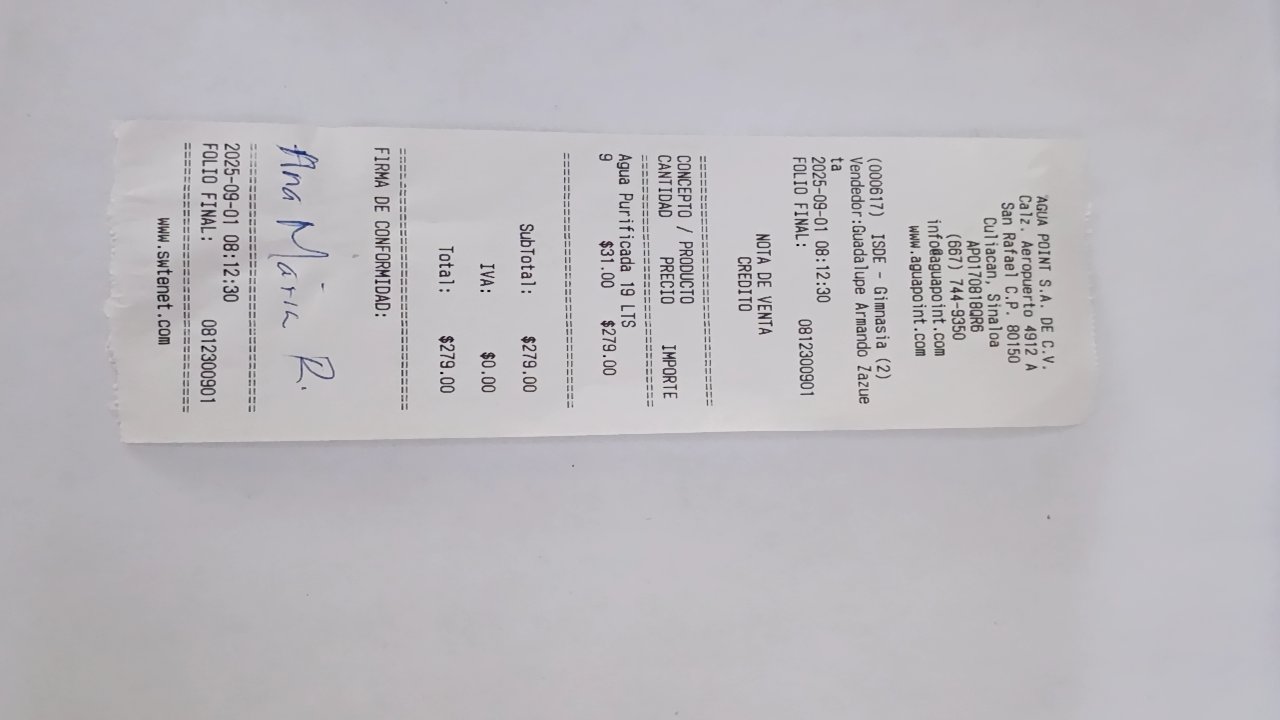 AGUA POINT S.A. DE C.V.
Calz. Aeropuerto 4912 A
San Rafael C.P. 80150
Culiacan, Sinaloa
APO170818QR6
(667) 744-9350
info@aguapoint.com
www.aguapoint.com
(000617) ISDE - Gimnasia (2)
Vendedor:Guadalupe Armando Zazue
ta
2025-09-01 08:12:30
FOLIO FINAL: 0812300901
NOTA DE VENTA
CREDITO
================================
CONCEPTO / PRODUCTO
CANTIDAD PRECIO IMPORTE
================================
Agua Purificada 19 LTS
9 $31.00 $279.00
================================
SubTotal: $279.00
IVA: $0.00
Total: $279.00
================================
FIRMA DE CONFORMIDAD:
Ana Maria R.
================================
2025-09-01 08:12:30
FOLIO FINAL: 0812300901
================================
www.swtenet.com